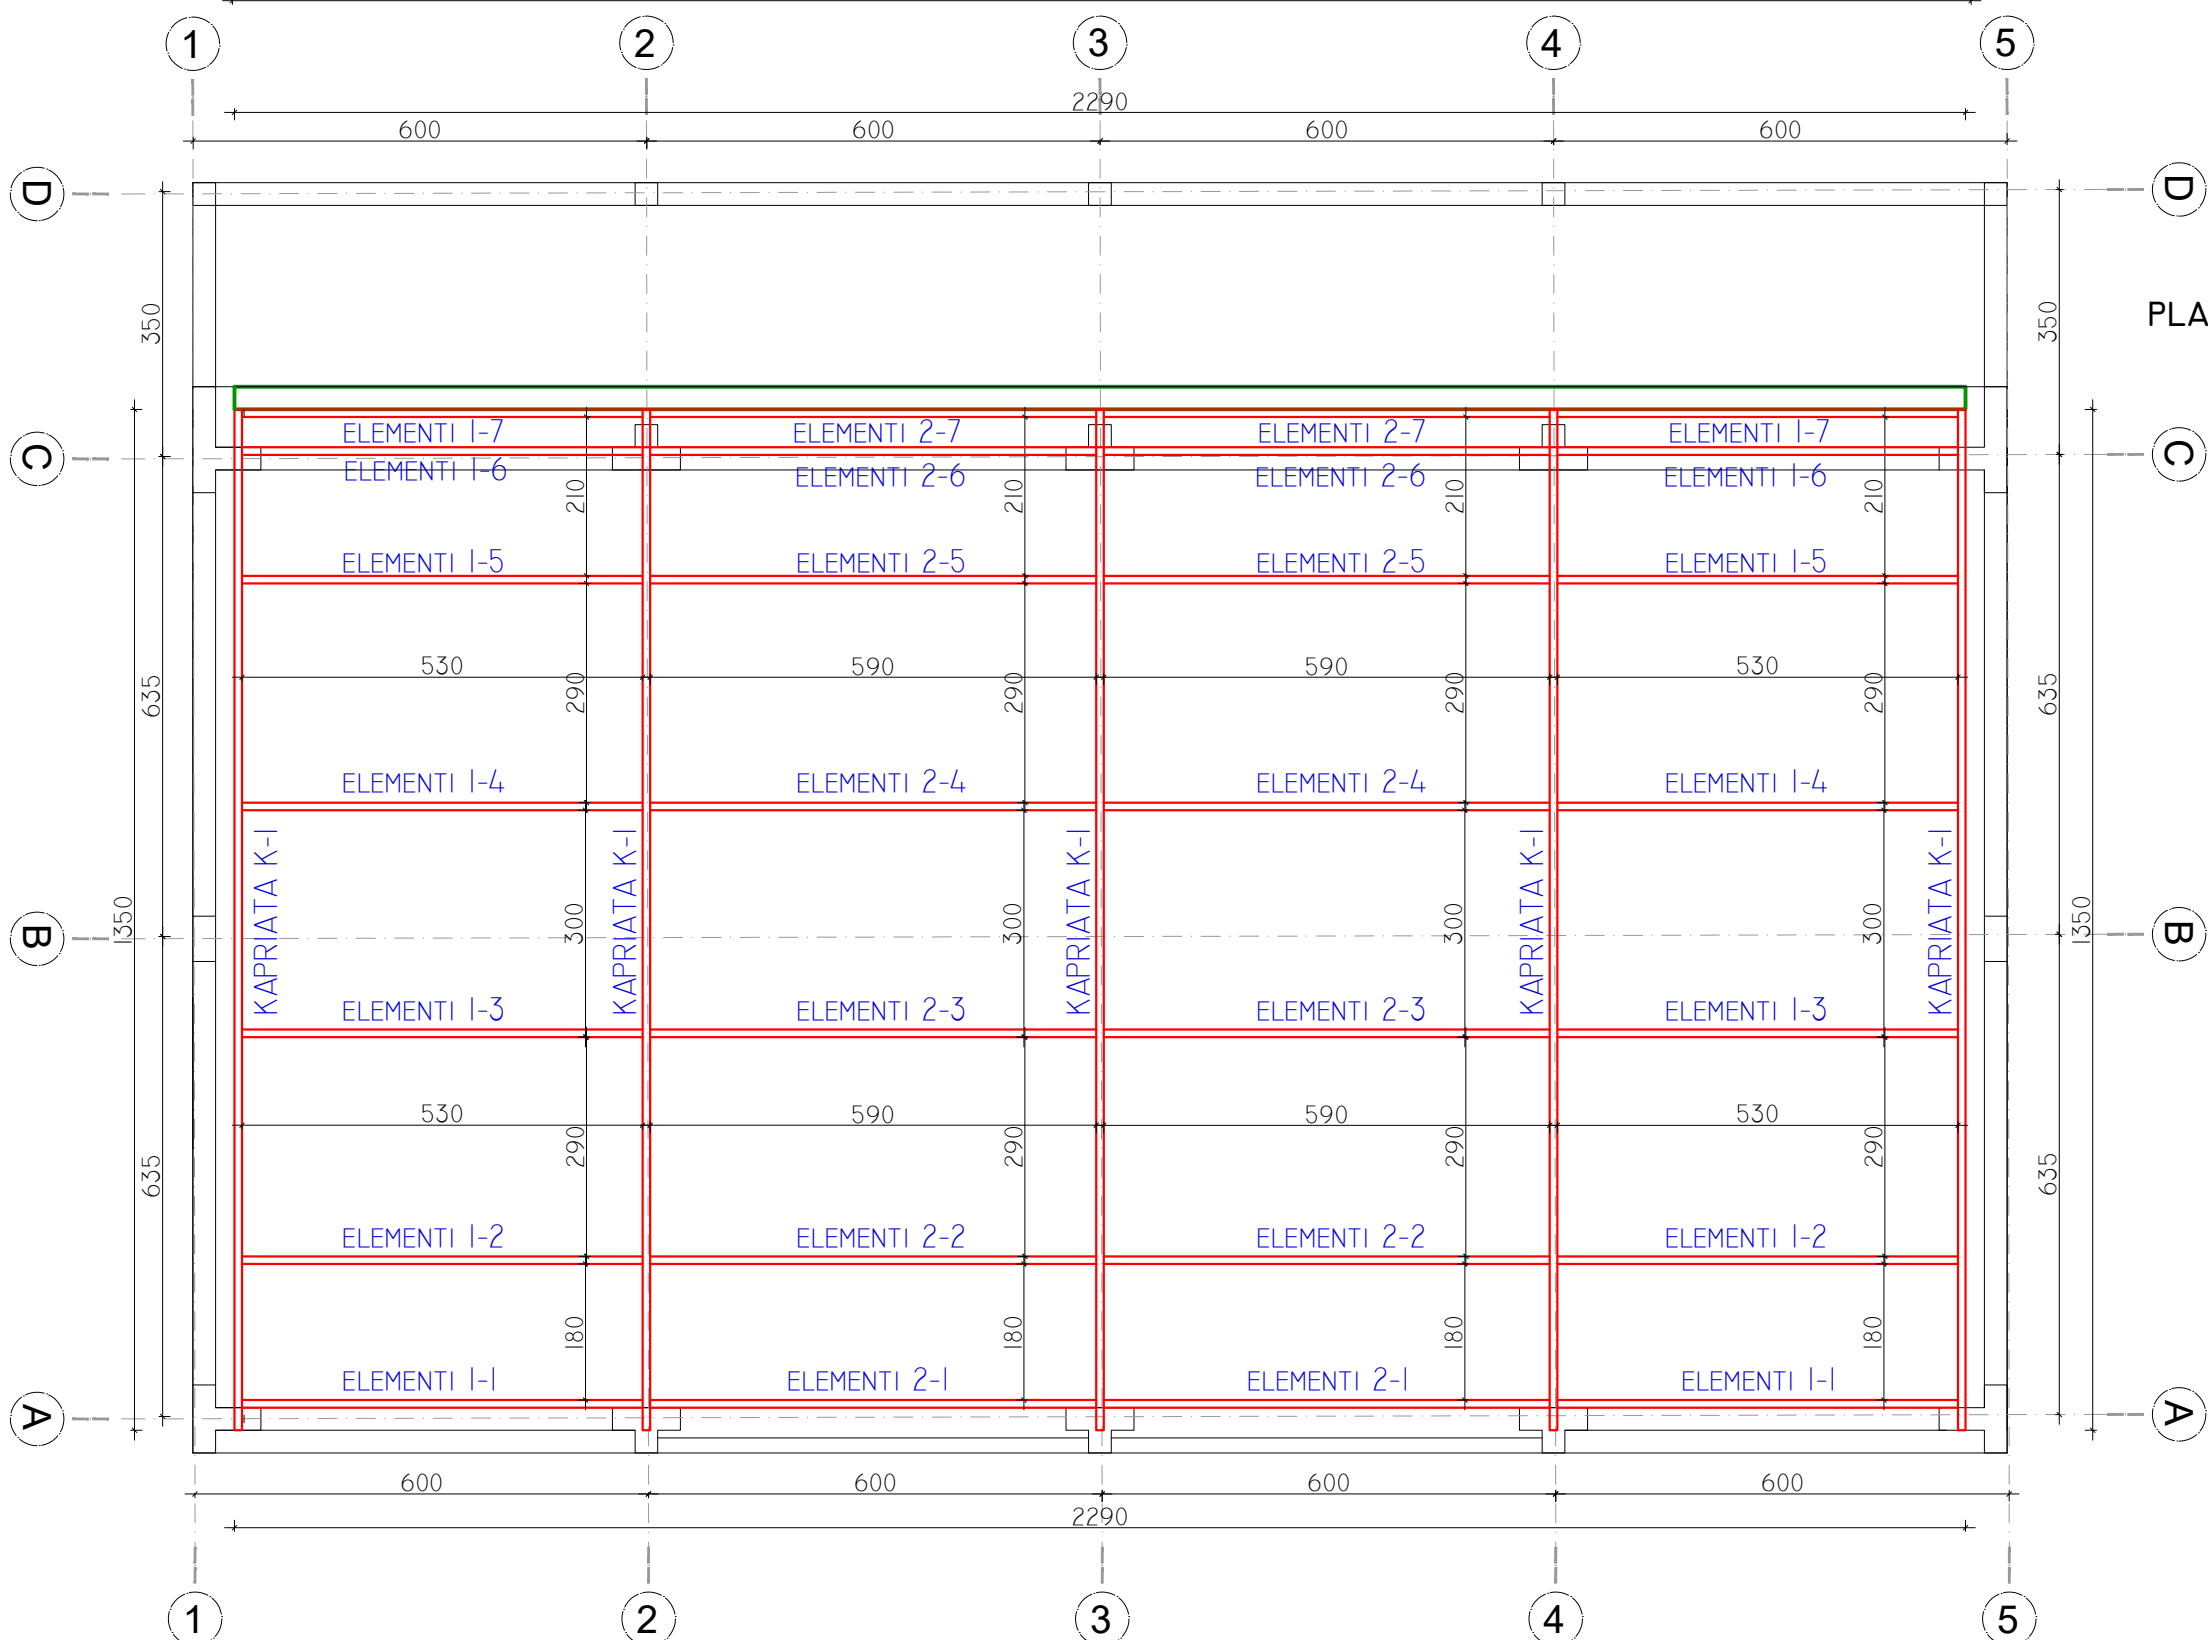 1 2 3 4 5
2290
600 600 600 600
D D
350 350
PLA
ELEMENTI 1-7 ELEMENTI 2-7 ELEMENTI 2-7 ELEMENTI 1-7
C C
ELEMENTI 1-6 ELEMENTI 2-6 ELEMENTI 2-6 ELEMENTI 1-6
210 210 210 210
ELEMENTI 1-5 ELEMENTI 2-5 ELEMENTI 2-5 ELEMENTI 1-5
530 590 590 530
635 290 290 290 290 635
ELEMENTI 1-4 ELEMENTI 2-4 ELEMENTI 2-4 ELEMENTI 1-4
KAPRIATA K-1 KAPRIATA K-1 KAPRIATA K-1 KAPRIATA K-1 KAPRIATA K-1
1350 300 300 300 300 1350
B B
ELEMENTI 1-3 ELEMENTI 2-3 ELEMENTI 2-3 ELEMENTI 1-3
530 590 590 530
635 290 290 290 290 635
ELEMENTI 1-2 ELEMENTI 2-2 ELEMENTI 2-2 ELEMENTI 1-2
180 180 180 180
ELEMENTI 1-1 ELEMENTI 2-1 ELEMENTI 2-1 ELEMENTI 1-1
A A
600 600 600 600
2290
1 2 3 4 5